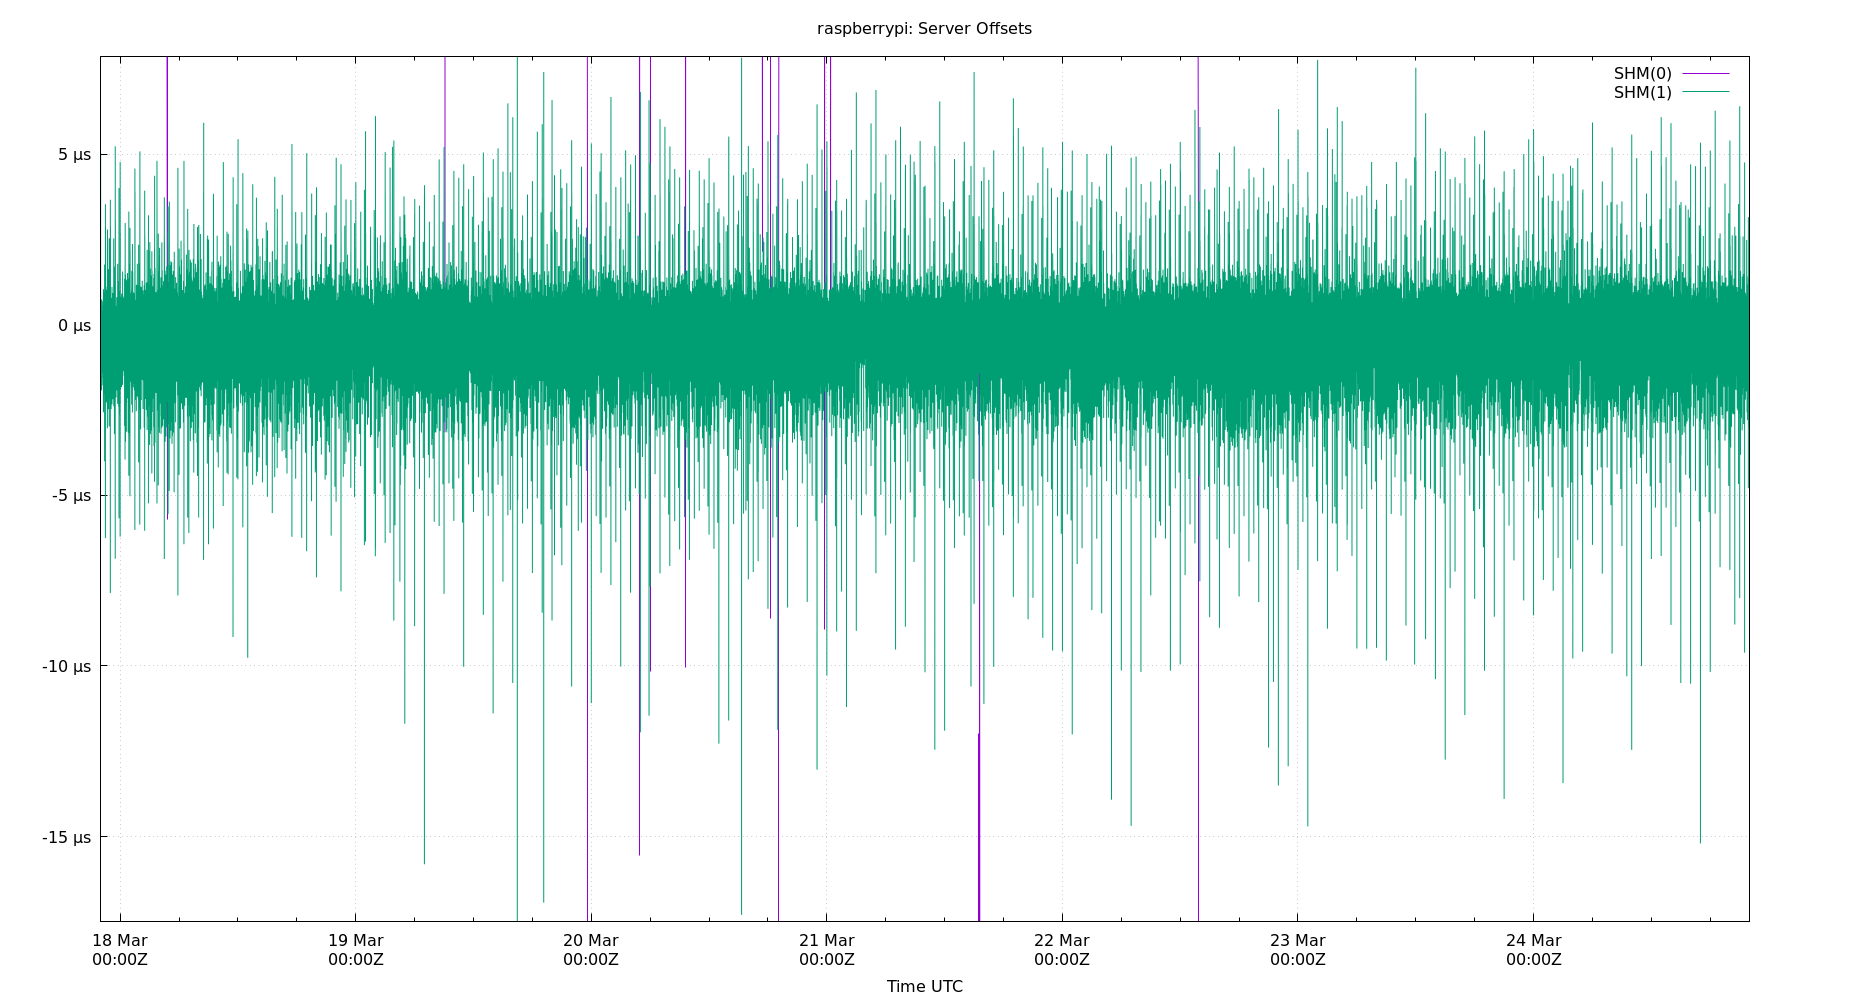 raspberrypi: Server Offsets
SHM(0)
SHM(1)
5 µs
0 µs
-5 µs
-10 µs
-15 µs
18 Mar 19 Mar 20 Mar 21 Mar 22 Mar 23 Mar 24 Mar
00:00Z 00:00Z 00:00Z 00:00Z 00:00Z 00:00Z 00:00Z
Time UTC